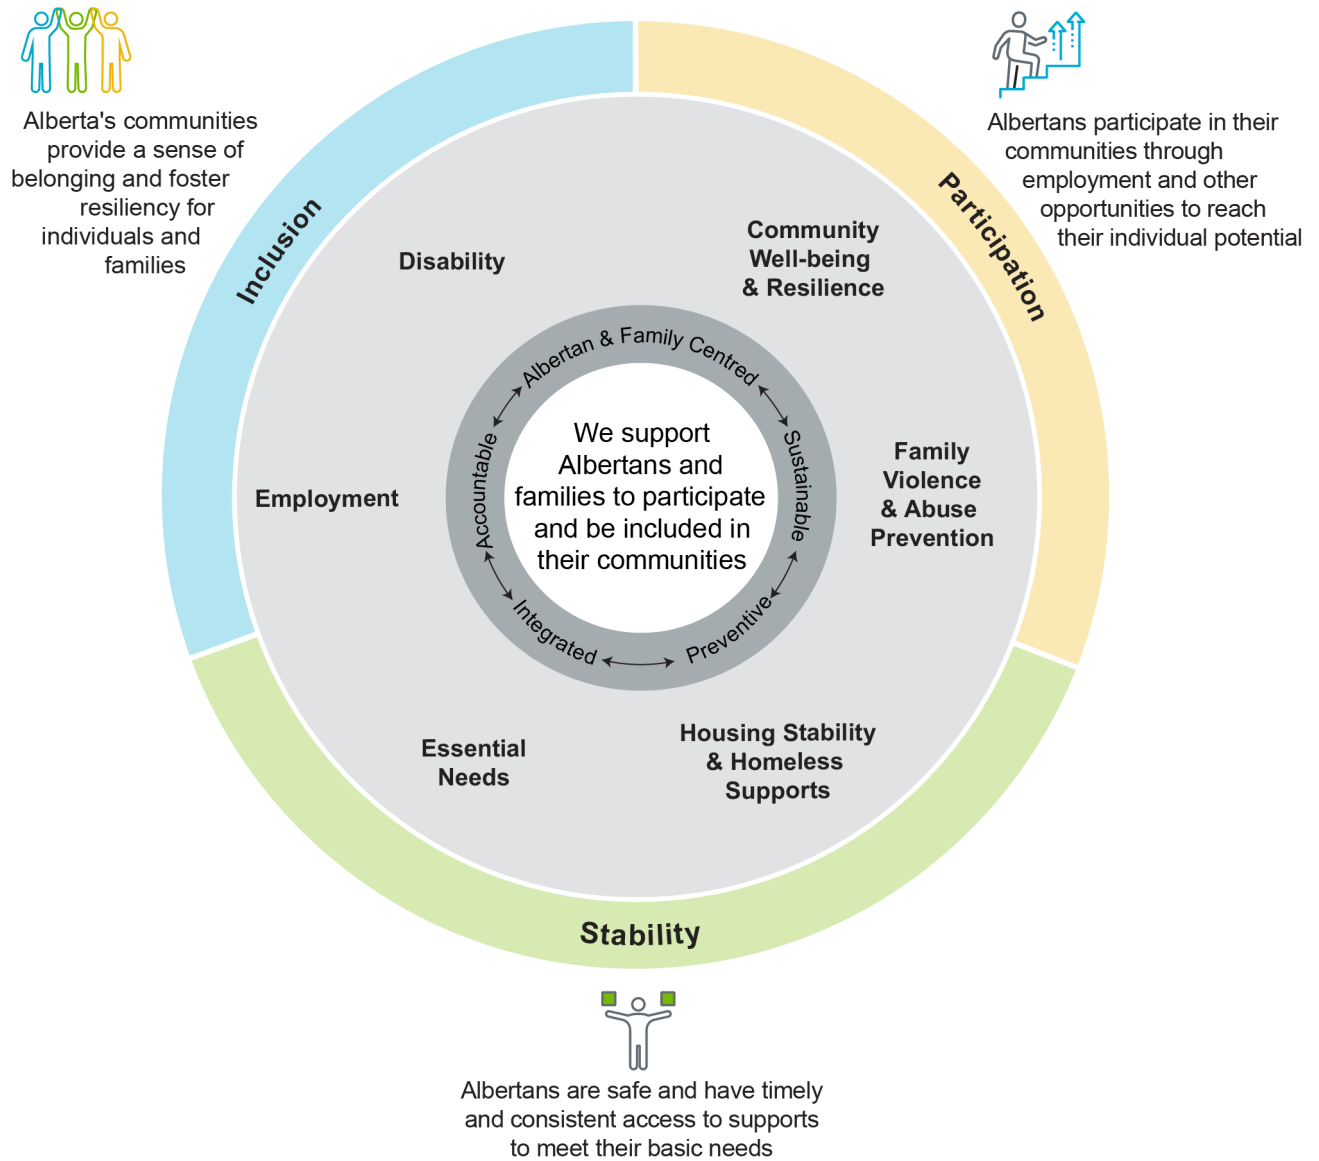 Alberta's communities
provide a sense of
belonging and foster
resiliency for
individuals and
families
Albertans participate in their
communities through
employment and other
opportunities to reach
their individual potential
Inclusion
Participation
Disability
Community
Well-being
& Resilience
Albertan & Family Centred
Accountable
Sustainable
We support
Albertans and
families to participate
and be included in
their communities
Employment
Family
Violence
& Abuse
Prevention
Integrated
Preventive
Essential
Needs
Housing Stability
& Homeless
Supports
Stability
Albertans are safe and have timely
and consistent access to supports
to meet their basic needs